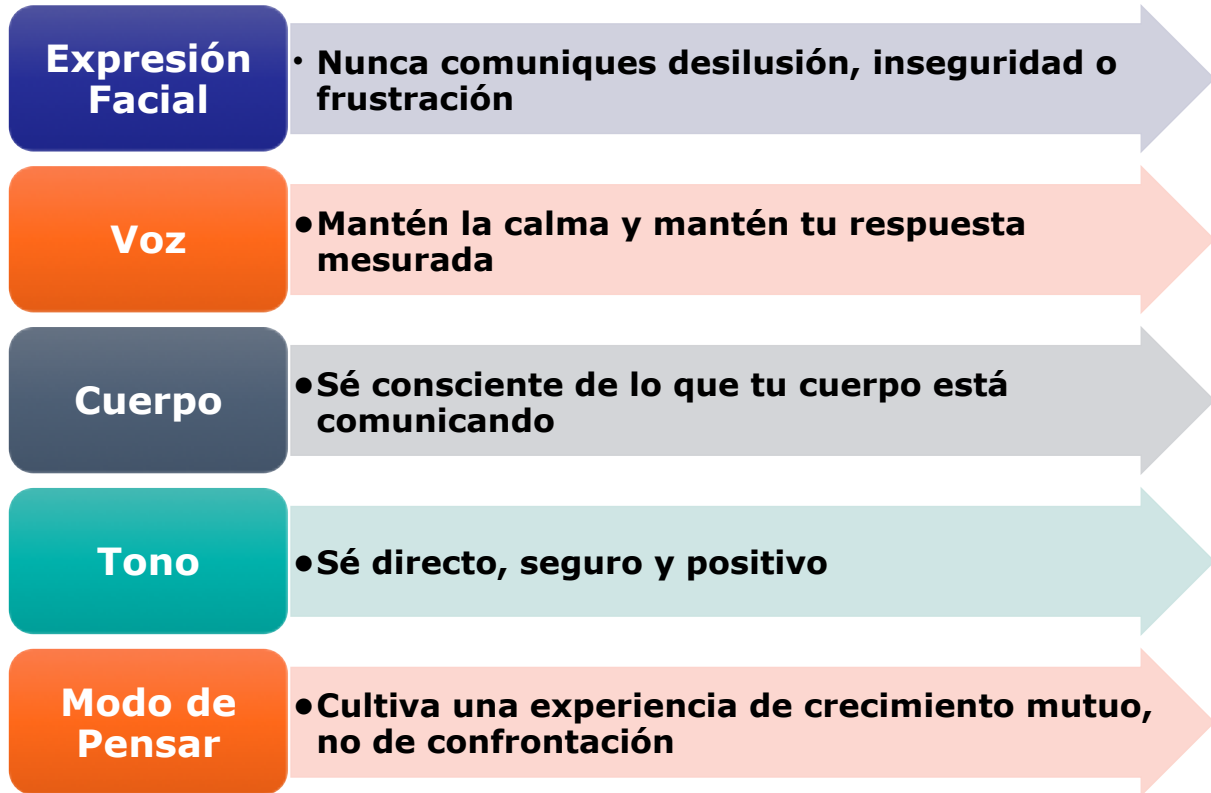 Expresión
Facial
• Nunca comuniques desilusión, inseguridad o
frustración
Voz
•Mantén la calma y mantén tu respuesta
mesurada
Cuerpo
•Sé consciente de lo que tu cuerpo está
comunicando
Tono
•Sé directo, seguro y positivo
Modo de
Pensar
•Cultiva una experiencia de crecimiento mutuo,
no de confrontación